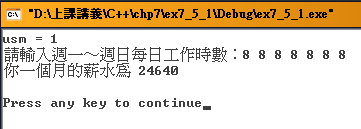 "D:\上課講義\C++\chp7\ex7_5_1\Debug\ex7_5_1.exe"
usm = 1
請輸入週一～週日每日工作時數：8 8 8 8 8 8 8
你一個月的薪水為 24640
Press any key to continue